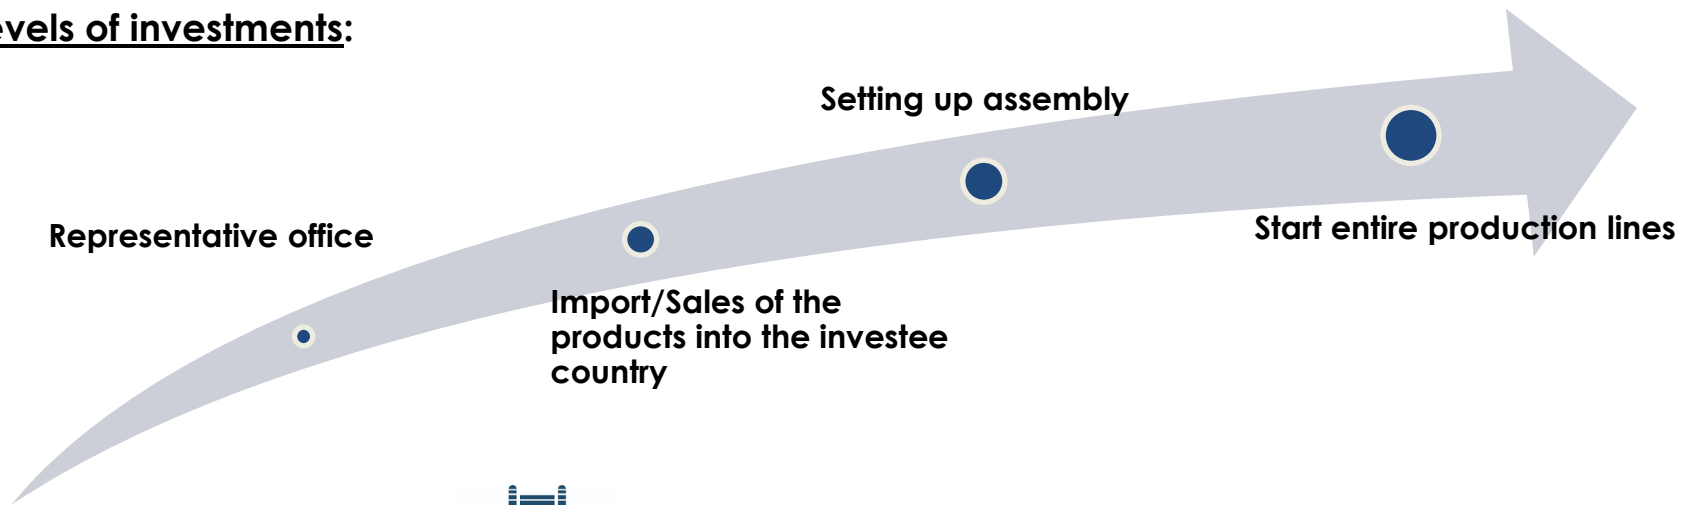 evels of investments:
Setting up assembly
Representative office
Start entire production lines
Import/Sales of the
products into the investee
country